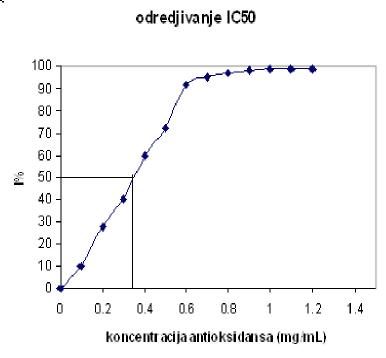 odredjivanje IC50
I%
100
90
80
70
60
50
40
30
20
10
0
0 0.2 0.4 0.6 0.8 1 1.2 1.4
koncentracija antioksidansa (mg/mL)